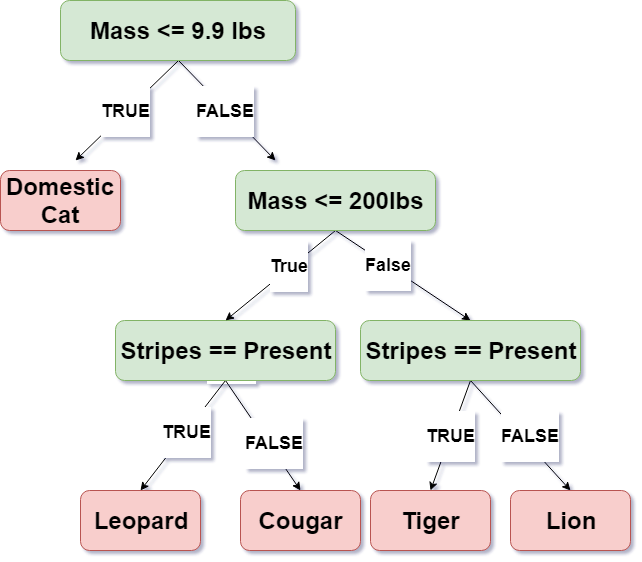 Mass <= 9.9 lbs
TRUE
FALSE
Domestic
Cat
Mass <= 200lbs
True
False
Stripes == Present
Stripes == Present
TRUE
FALSE
TRUE
FALSE
Leopard
Cougar
Tiger
Lion